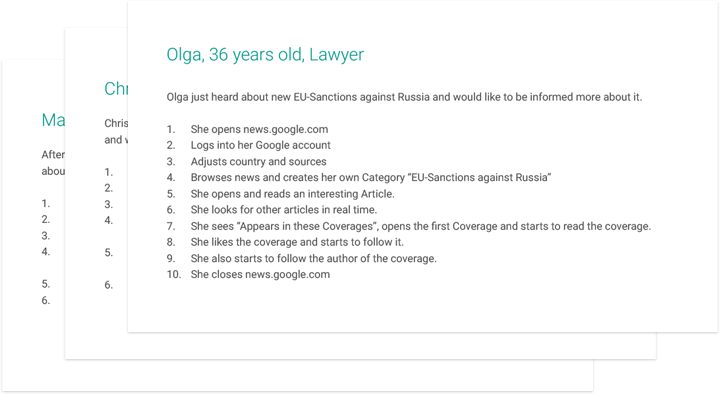 Olga, 36 years old, Lawyer
Olga just heard about new EU-Sanctions against Russia and would like to be informed more about it.
1. She opens news.google.com
2. Logs into her Google account
3. Adjusts country and sources
4. Browses news and creates her own Category "EU-Sanctions against Russia"
5. She opens and reads an interesting Article.
6. She looks for other articles in real time.
7. She sees "Appears in these Coverages", opens the first Coverage and starts to read the coverage.
8. She likes the coverage and starts to follow it.
9. She also starts to follow the author of the coverage.
10. She closes news.google.com
Chr
Chris
and w
1.
2.
3.
4.
5.
6.
Ma
After
abou
1.
2.
3.
4.
5.
6.